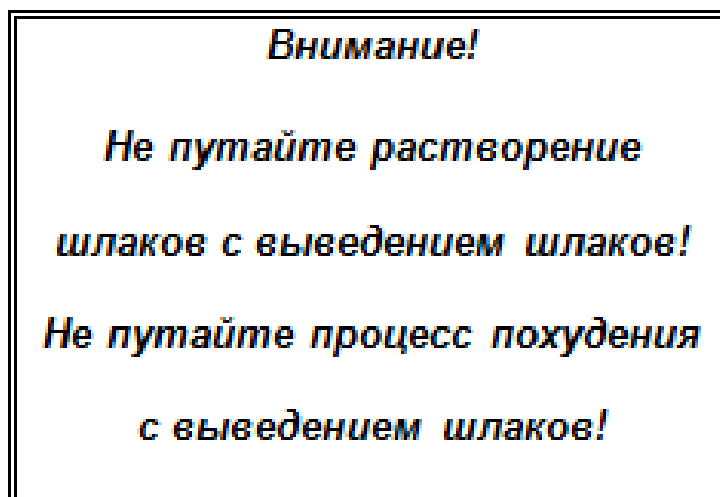 Внимание!
Не путайте растворение
шлаков с выведением шлаков!
Не путайте процесс похудения
с выведением шлаков!